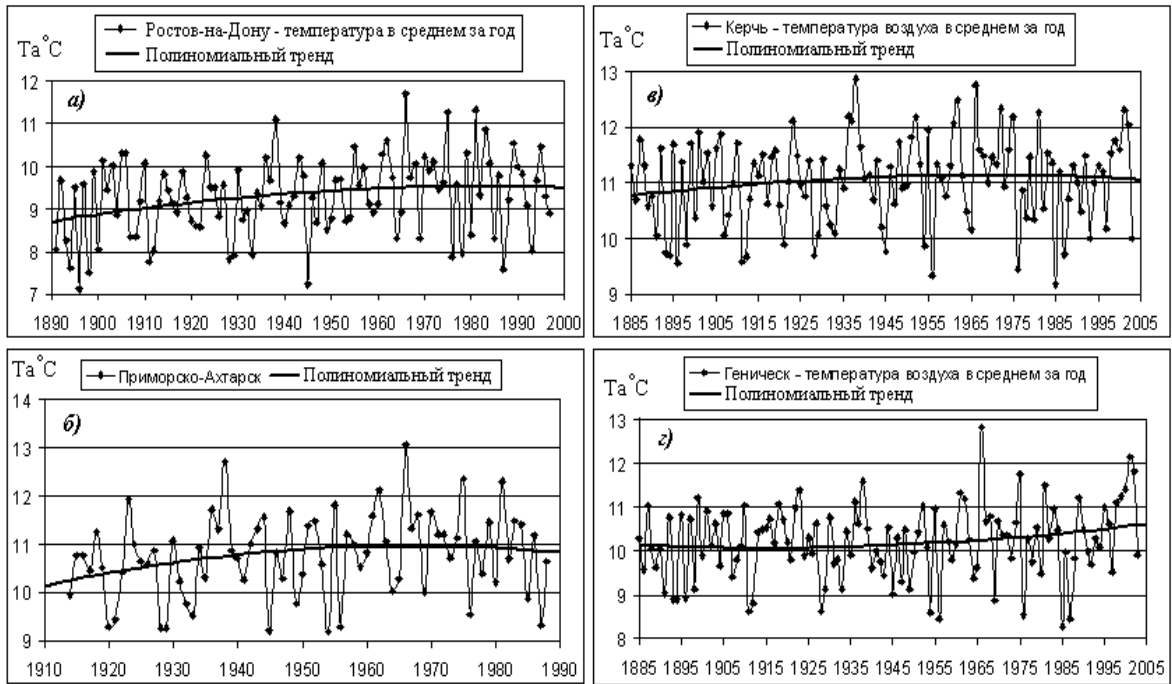 Ta°C
Ростов-на-Дону - температура в среднем за год
Полиномиальный тренд
а)
12
11
10
9
8
7
1890 1900 1910 1920 1930 1940 1950 1960 1970 1980 1990 2000
Ta°C
Керчь - температура воздуха в среднем за год
Полиномиальный тренд
в)
13
12
11
10
9
1885 1895 1905 1915 1925 1935 1945 1955 1965 1975 1985 1995 2005
Ta°C
Приморско-Ахтарск Полиномиальный тренд
б)
14
13
12
11
10
9
1910 1920 1930 1940 1950 1960 1970 1980 1990
Ta°C
Геническ - температура воздуха в среднем за год
Полиномиальный тренд
г)
13
12
11
10
9
8
1885 1895 1905 1915 1925 1935 1945 1955 1965 1975 1985 1995 2005